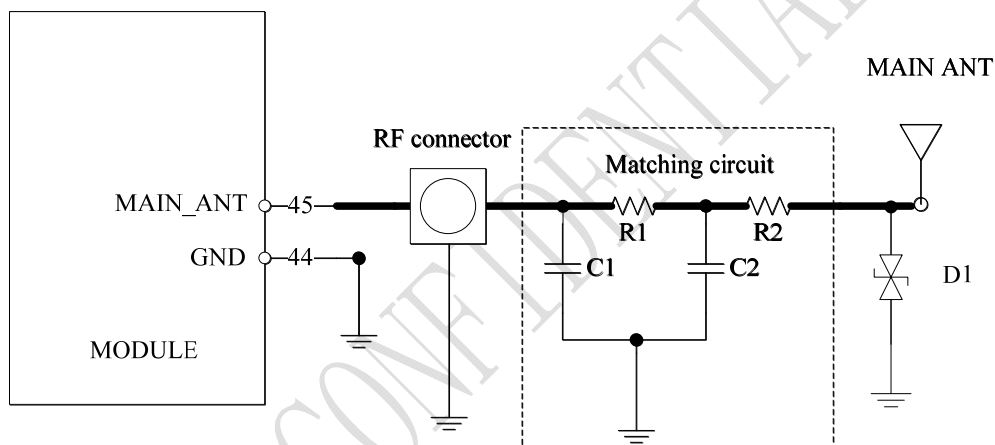 MAIN ANT
RF connector
Matching circuit
MAIN_ANT
45
R1
R2
GND
44
C1
C2
D1
MODULE
CONFIDENTIAL